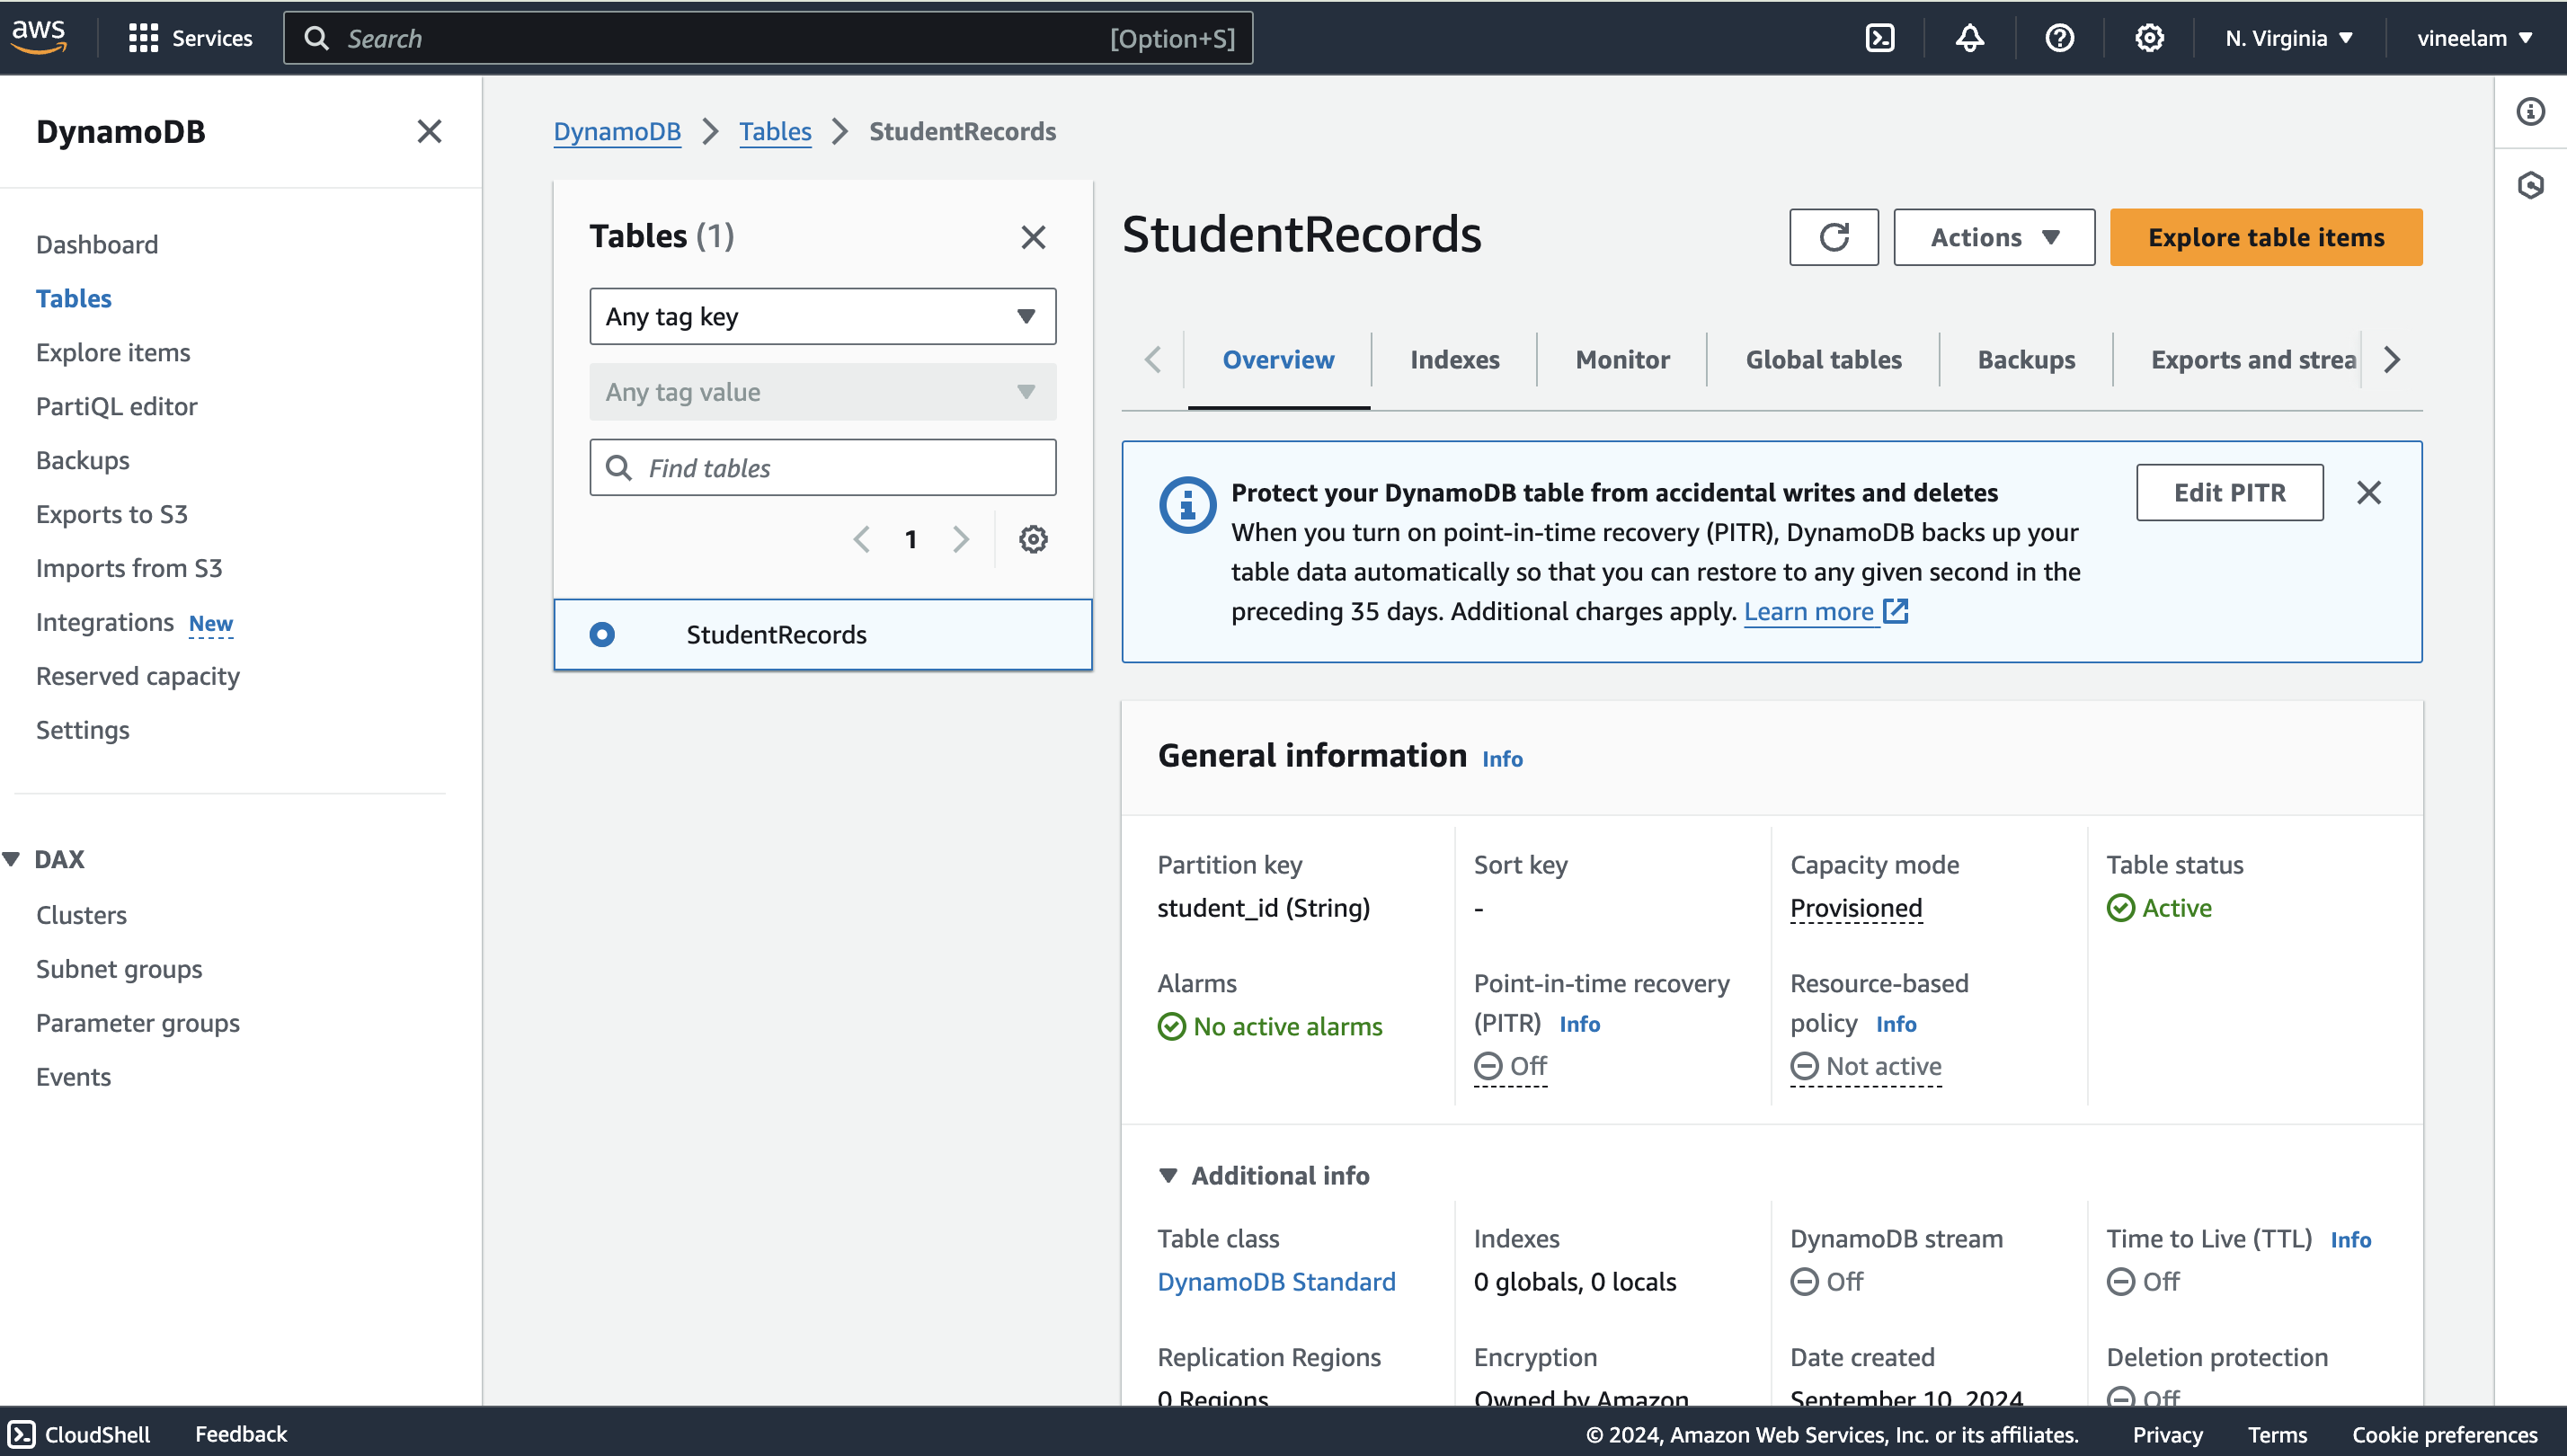 aws
Services
Search
[Option+S]
N. Virginia
vineelam
DynamoDB
Dashboard
Tables
Explore items
PartiQL editor
Backups
Exports to S3
Imports from S3
Integrations New
Reserved capacity
Settings
DAX
Clusters
Subnet groups
Parameter groups
Events
DynamoDB
Tables
StudentRecords
Tables (1)
Any tag key
Any tag value
Find tables
1
StudentRecords
StudentRecords
Actions
Explore table items
Overview
Indexes
Monitor
Global tables
Backups
Exports and strea
Protect your DynamoDB table from accidental writes and deletes
When you turn on point-in-time recovery (PITR), DynamoDB backs up your
table data automatically so that you can restore to any given second in the
preceding 35 days. Additional charges apply. Learn more
Edit PITR
General information Info
Partition key
student_id (String)
Sort key
-
Capacity mode
Provisioned
Table status
Active
Alarms
No active alarms
Point-in-time recovery
(PITR) Info
Off
Resource-based
policy Info
Not active
Additional info
Table class
DynamoDB Standard
Indexes
0 globals, 0 locals
DynamoDB stream
Off
Time to Live (TTL) Info
Off
Replication Regions
0 Regions
Encryption
Owned by Amazon
Date created
September 10, 2024
Deletion protection
Off
CloudShell
Feedback
© 2024, Amazon Web Services, Inc. or its affiliates.
Privacy
Terms
Cookie preferences